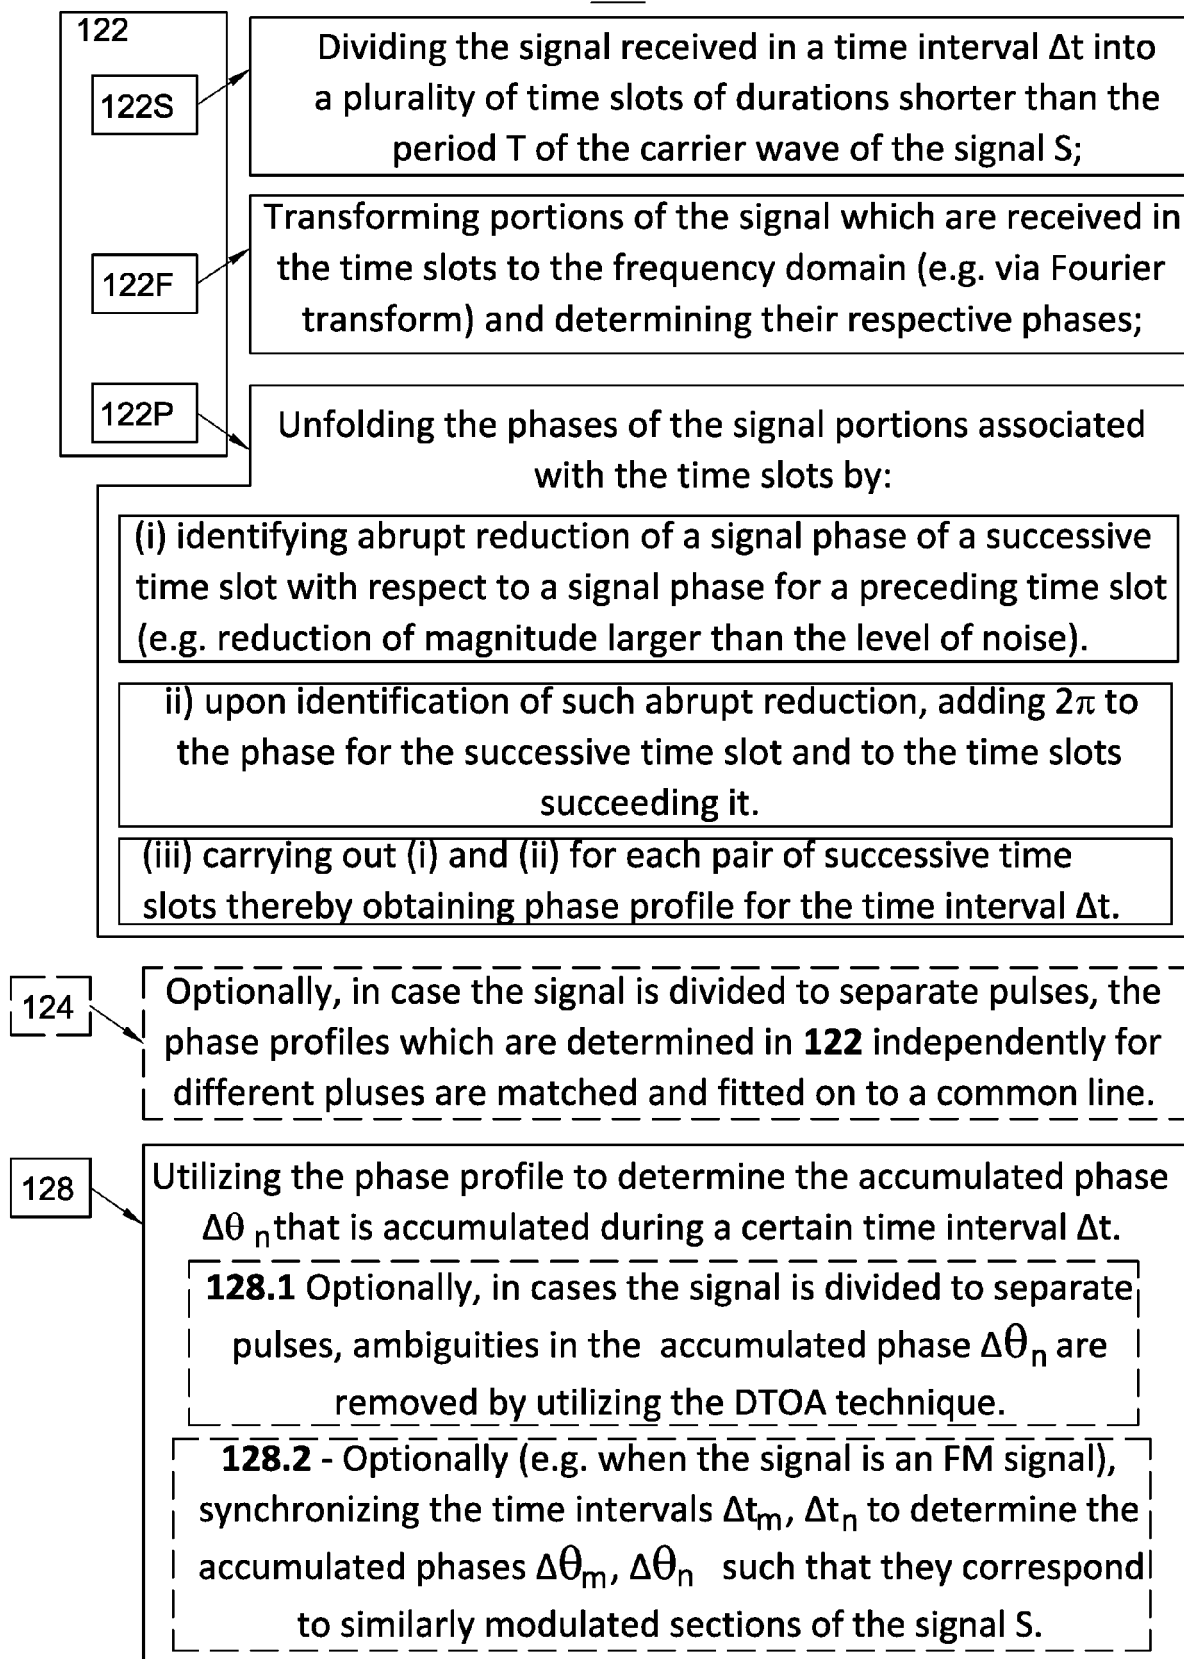 122
122S
Dividing the signal received in a time interval Δt into
a plurality of time slots of durations shorter than the
period T of the carrier wave of the signal S;
122F
Transforming portions of the signal which are received in
the time slots to the frequency domain (e.g. via Fourier
transform) and determining their respective phases;
122P
Unfolding the phases of the signal portions associated
with the time slots by:
(i) identifying abrupt reduction of a signal phase of a successive
time slot with respect to a signal phase for a preceding time slot
(e.g. reduction of magnitude larger than the level of noise).
ii) upon identification of such abrupt reduction, adding 2π to
the phase for the successive time slot and to the time slots
succeeding it.
(iii) carrying out (i) and (ii) for each pair of successive time
slots thereby obtaining phase profile for the time interval Δt.
124
Optionally, in case the signal is divided to separate pulses, the
phase profiles which are determined in 122 independently for
different pluses are matched and fitted on to a common line.
128
Utilizing the phase profile to determine the accumulated phase
Δθ n that is accumulated during a certain time interval Δt.
128.1 Optionally, in cases the signal is divided to separate
pulses, ambiguities in the accumulated phase Δθn are
removed by utilizing the DTOA technique.
128.2 - Optionally (e.g. when the signal is an FM signal),
synchronizing the time intervals Δtm, Δtn to determine the
accumulated phases Δθm, Δθn such that they correspond
to similarly modulated sections of the signal S.